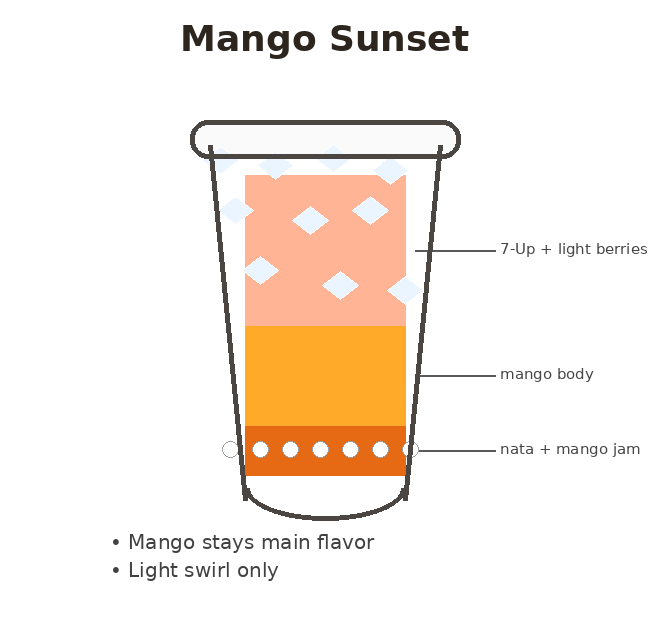 Mango Sunset
7-Up + light berries
mango body
nata + mango jam
• Mango stays main flavor
• Light swirl only